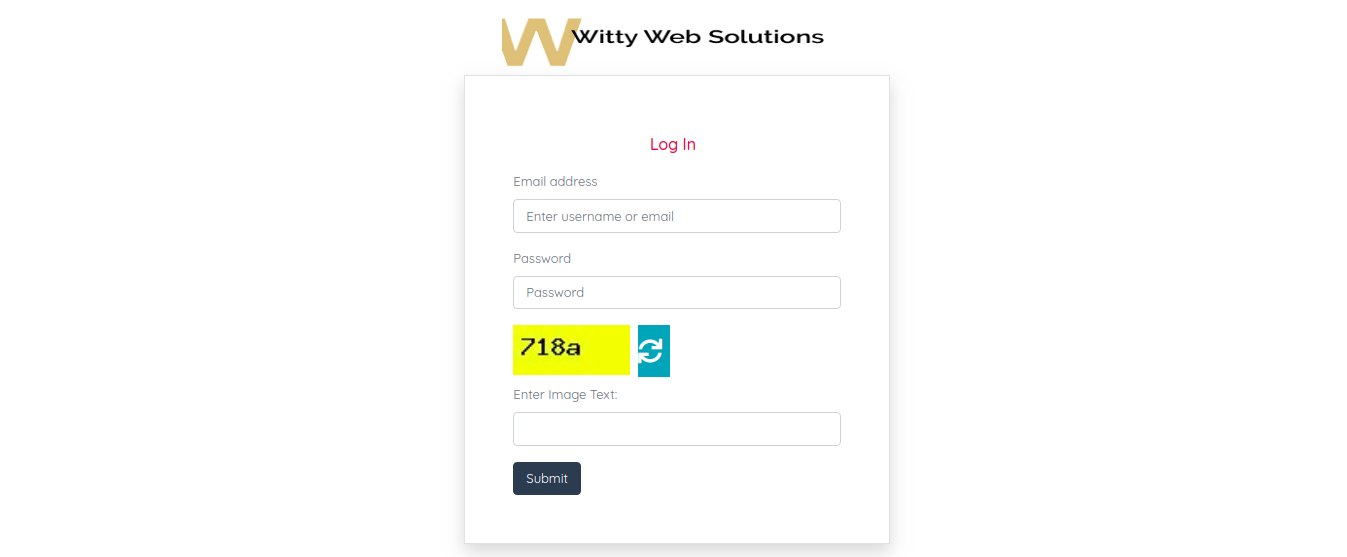 W Witty Web Solutions
Log In
Email address
Enter username or email
Password
Password
718a
Enter Image Text:
Submit